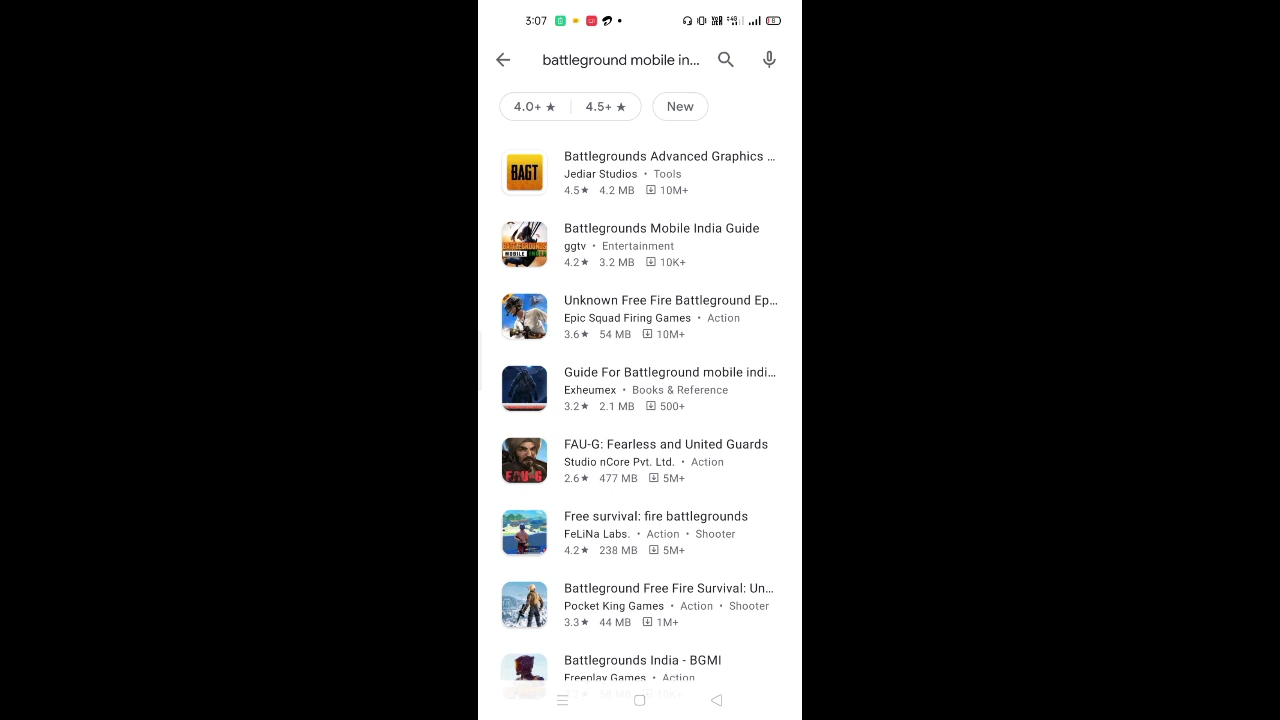 3:07
battleground mobile in...
4.0+ ★ 4.5+ ★ New
Battlegrounds Advanced Graphics ...
BAGT
Jediar Studios • Tools
4.5★ 4.2 MB 10M+
Battlegrounds Mobile India Guide
ggtv • Entertainment
4.2★ 3.2 MB 10K+
Unknown Free Fire Battleground Ep...
Epic Squad Firing Games • Action
3.6★ 54 MB 10M+
Guide For Battleground mobile indi...
Exheumex • Books & Reference
3.2★ 2.1 MB 500+
FAU-G: Fearless and United Guards
FAU-G
Studio nCore Pvt. Ltd. • Action
2.6★ 477 MB 5M+
Free survival: fire battlegrounds
FeLiNa Labs. • Action • Shooter
4.2★ 238 MB 5M+
Battleground Free Fire Survival: Un...
Pocket King Games • Action • Shooter
3.3★ 44 MB 1M+
Battlegrounds India - BGMI
Freeplay Games • Action